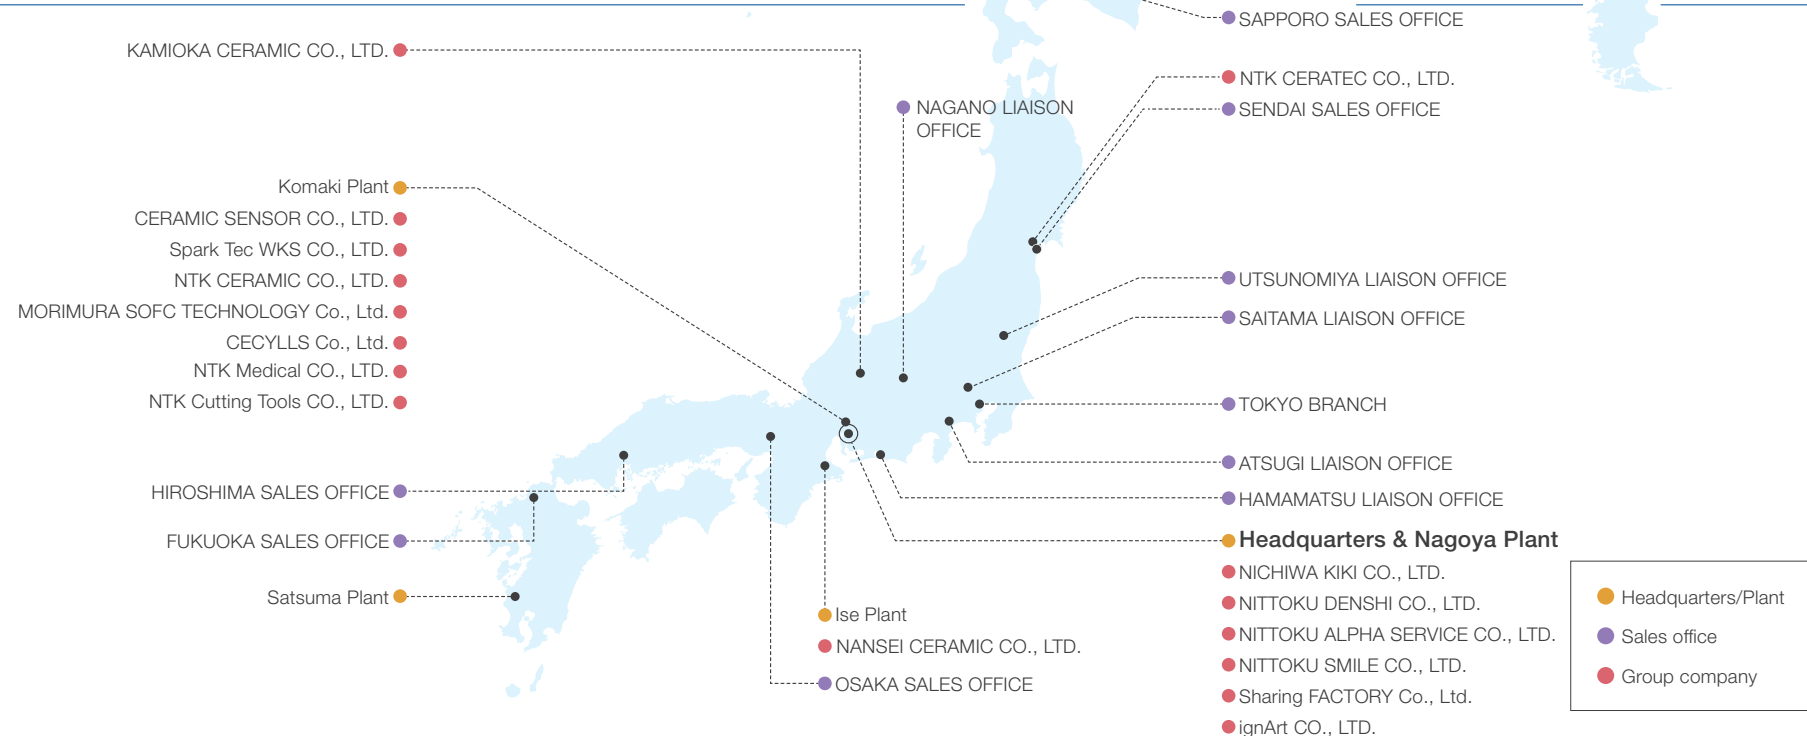 SAPPORO SALES OFFICE
KAMIOKA CERAMIC CO., LTD.
NTK CERATEC CO., LTD.
SENDAI SALES OFFICE
NAGANO LIAISON
OFFICE
Komaki Plant
CERAMIC SENSOR CO., LTD.
Spark Tec WKS CO., LTD.
NTK CERAMIC CO., LTD.
MORIMURA SOFC TECHNOLOGY Co., Ltd.
CECYLLS Co., Ltd.
NTK Medical CO., LTD.
NTK Cutting Tools CO., LTD.
UTSUNOMIYA LIAISON OFFICE
SAITAMA LIAISON OFFICE
TOKYO BRANCH
ATSUGI LIAISON OFFICE
HAMAMATSU LIAISON OFFICE
HIROSHIMA SALES OFFICE
FUKUOKA SALES OFFICE
Satsuma Plant
Ise Plant
NANSEI CERAMIC CO., LTD.
OSAKA SALES OFFICE
Headquarters & Nagoya Plant
NICHIWA KIKI CO., LTD.
NITTOKU DENSHI CO., LTD.
NITTOKU ALPHA SERVICE CO., LTD.
NITTOKU SMILE CO., LTD.
Sharing FACTORY Co., Ltd.
ignArt CO., LTD.
Headquarters/Plant
Sales office
Group company